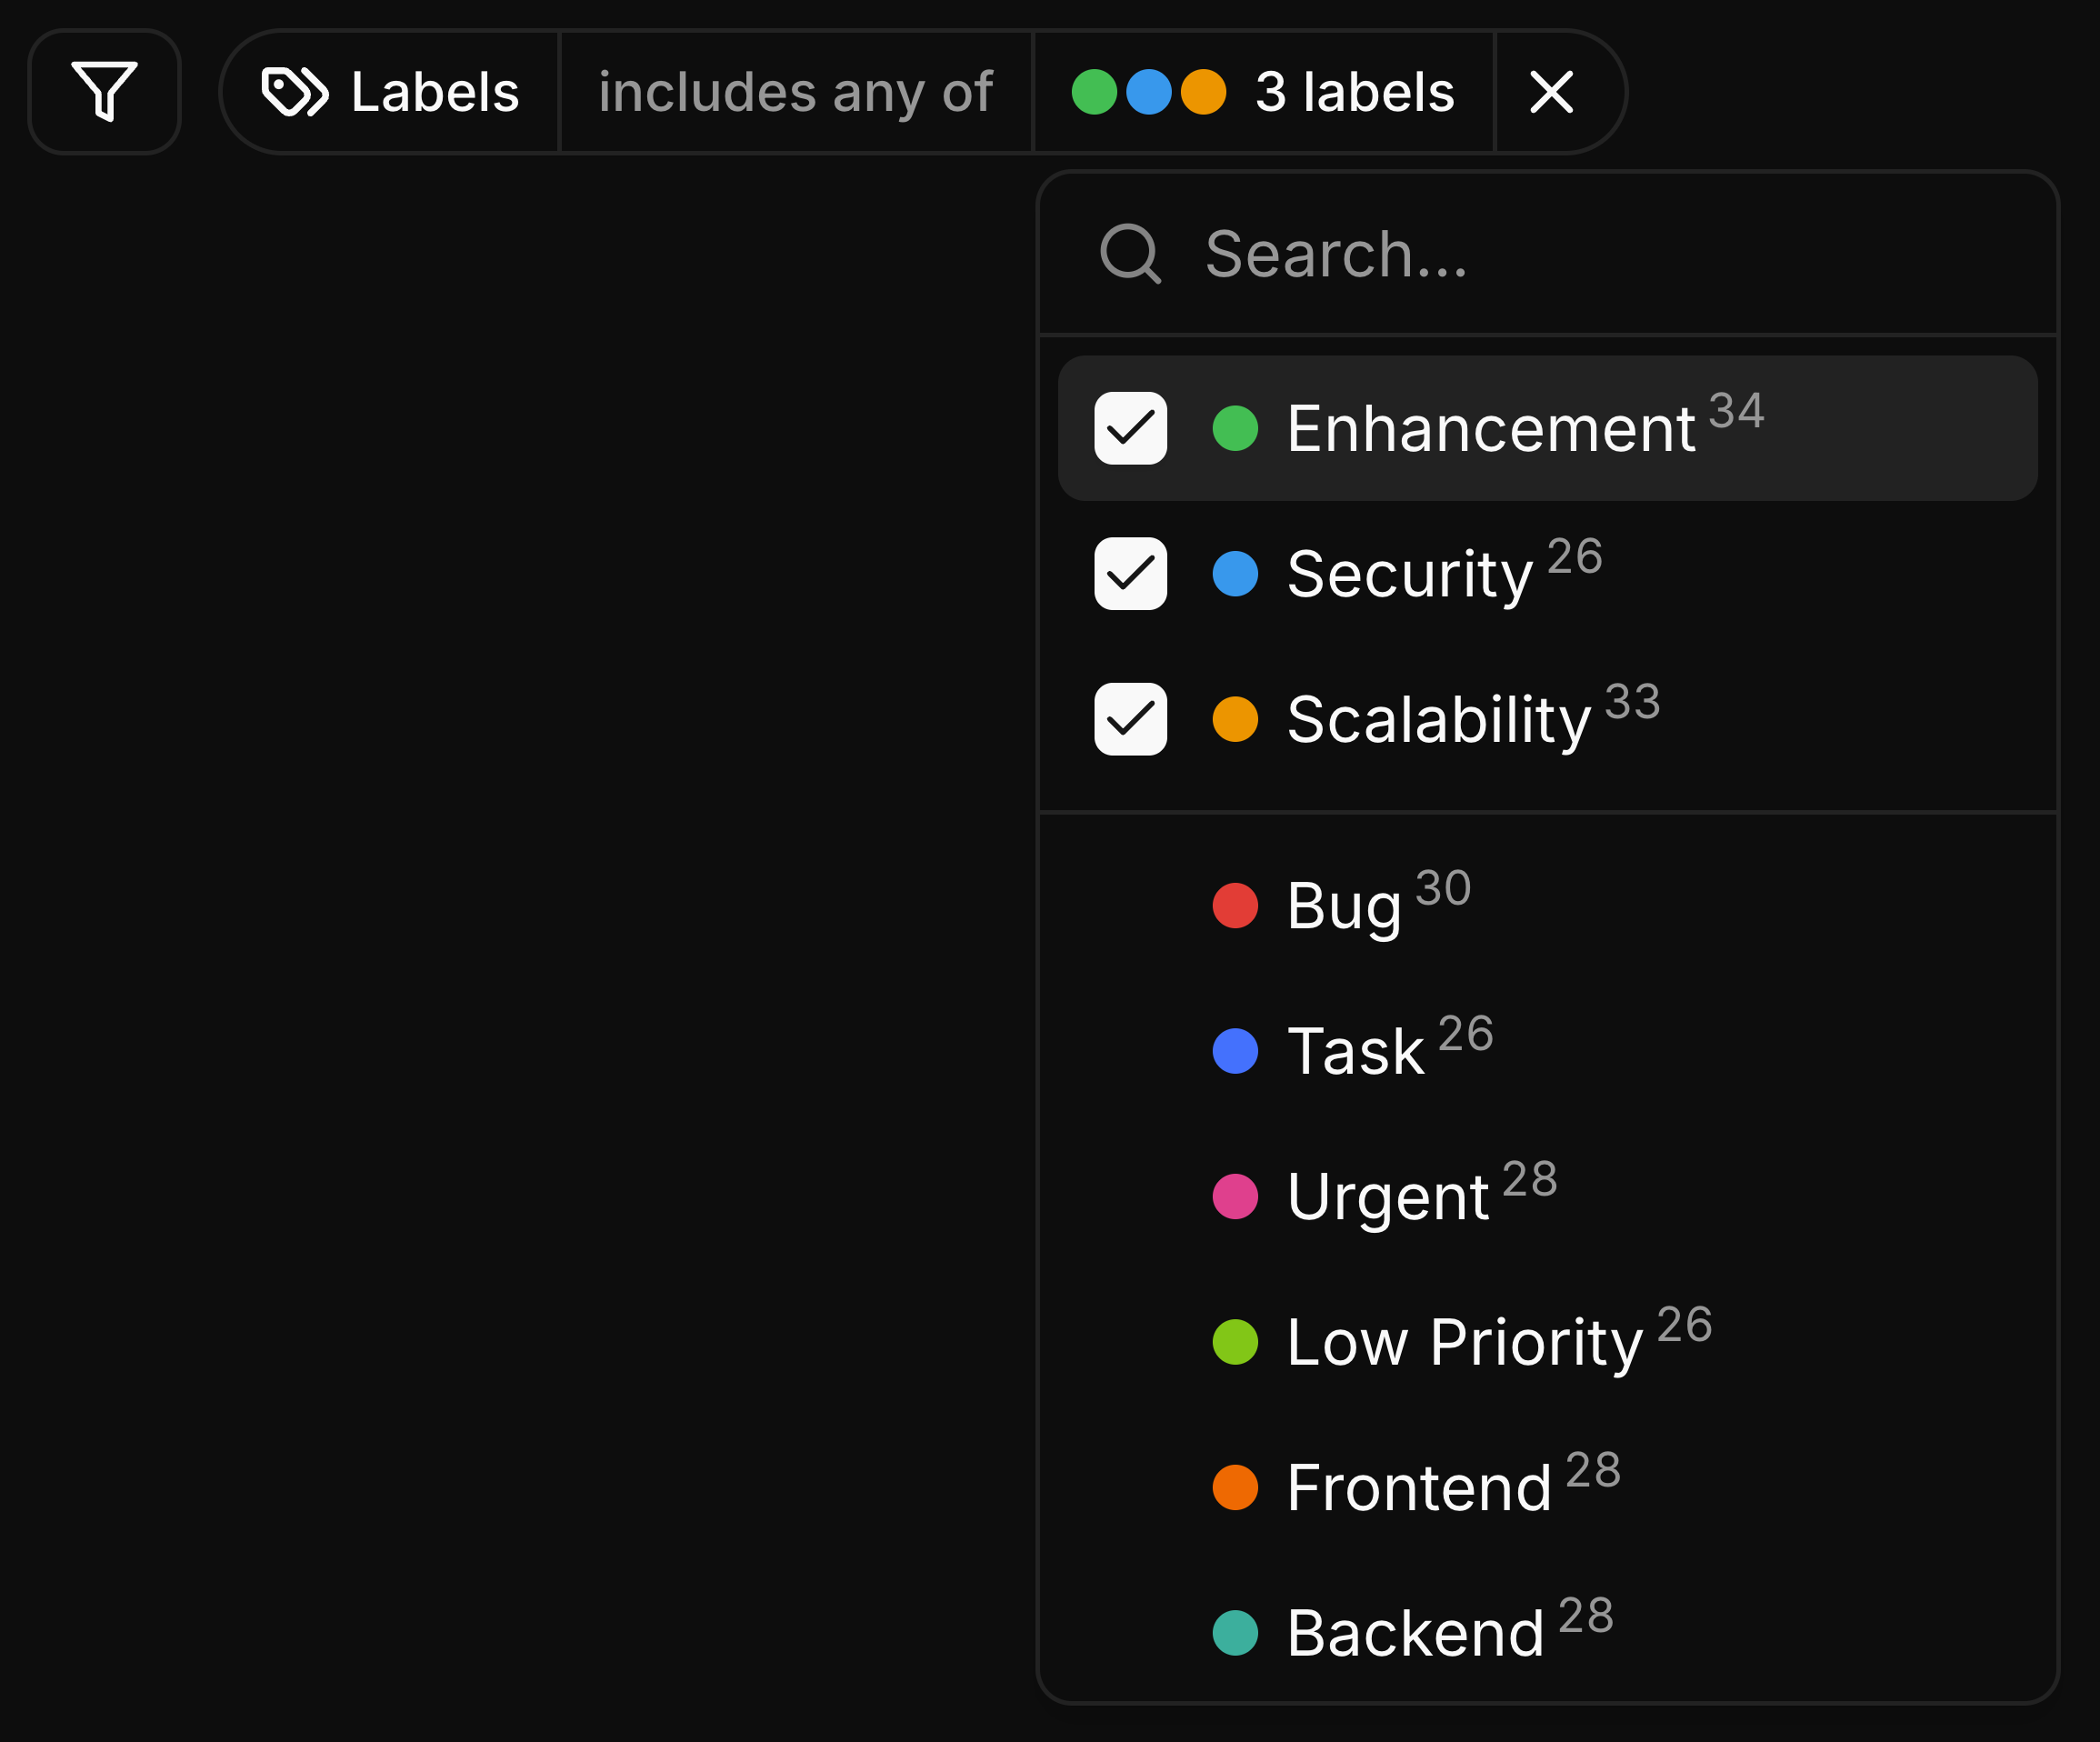 Labels includes any of 3 labels
Search...
Enhancement 34
Security 26
Scalability 33
Bug 30
Task 26
Urgent 28
Low Priority 26
Frontend 28
Backend 28